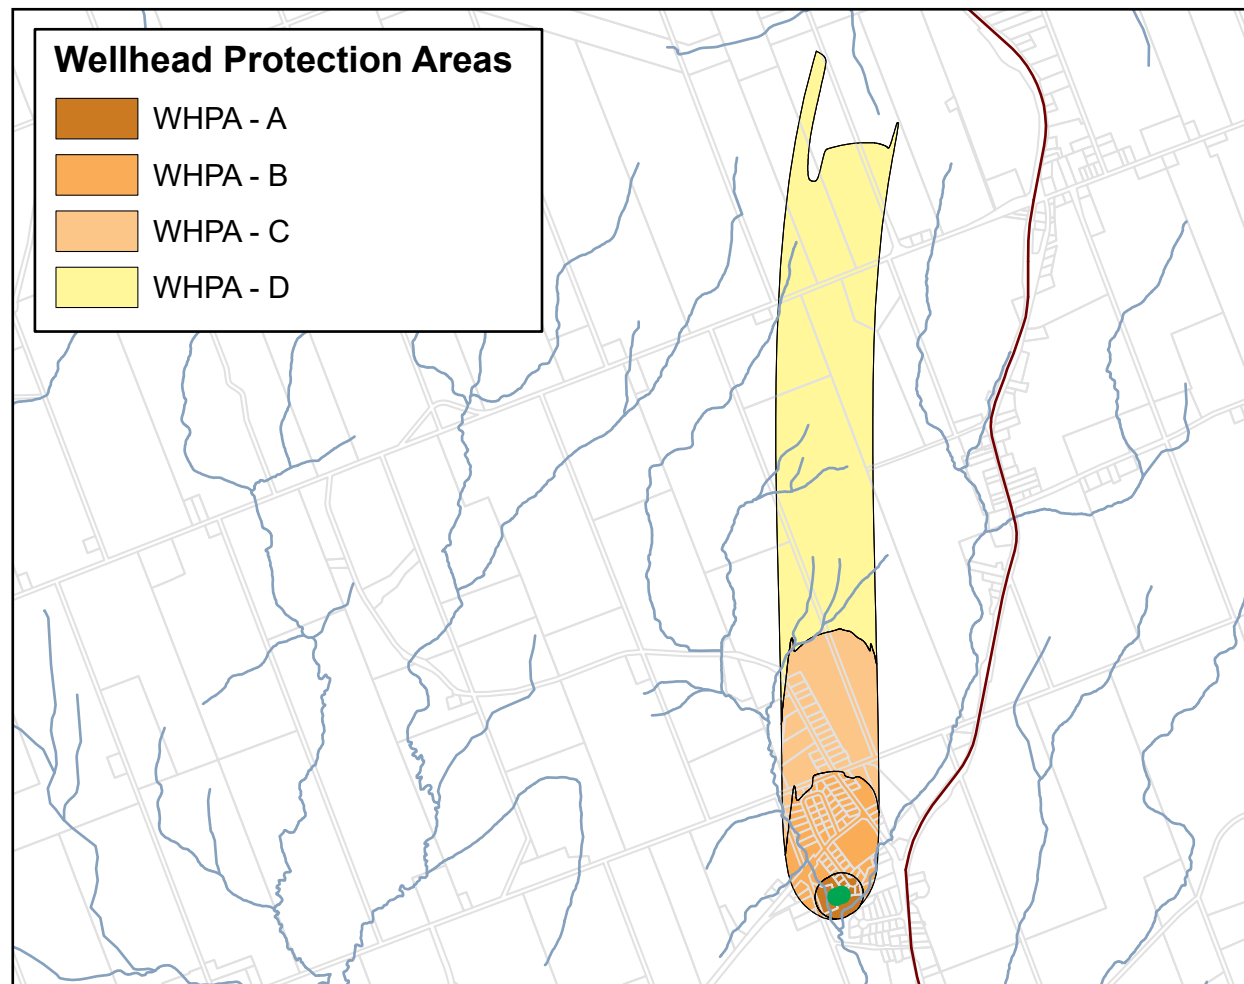 Wellhead Protection Areas
WHPA - A
WHPA - B
WHPA - C
WHPA - D